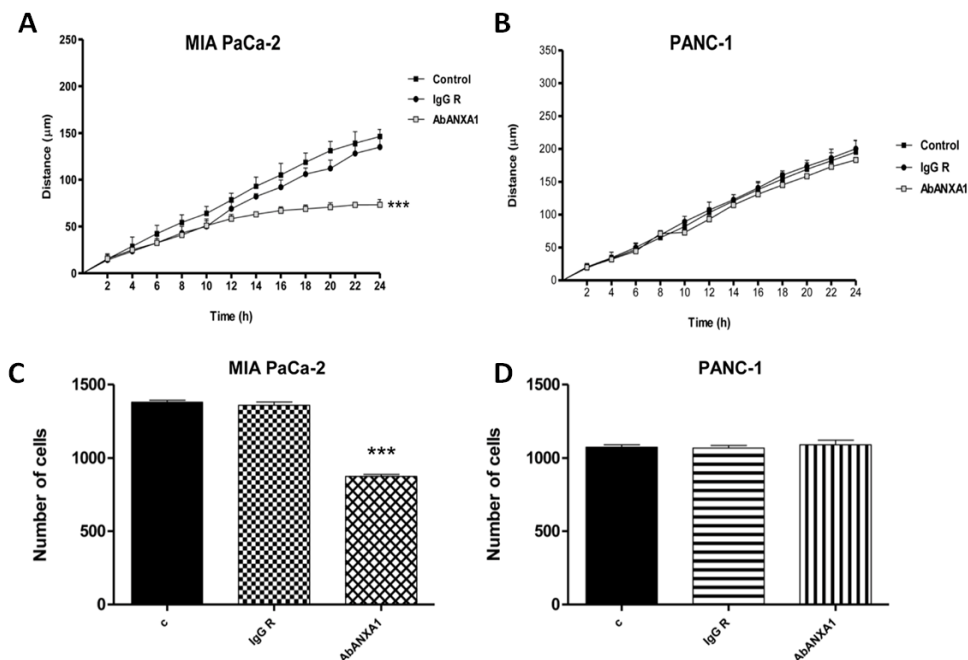 A
MIA PaCa-2
Distance (μm)
250
200
150
100
50
0
2 4 6 8 10 12 14 16 18 20 22 24
Time (h)
Control
IgG R
AbANXA1
***
B
PANC-1
Distance (μm)
350
300
250
200
150
100
50
0
2 4 6 8 10 12 14 16 18 20 22 24
Time (h)
Control
IgG R
AbANXA1
C
MIA PaCa-2
Number of cells
1500
1000
500
0
***
c IgG R AbANXA1
D
PANC-1
Number of cells
1500
1000
500
0
c IgG R AbANXA1